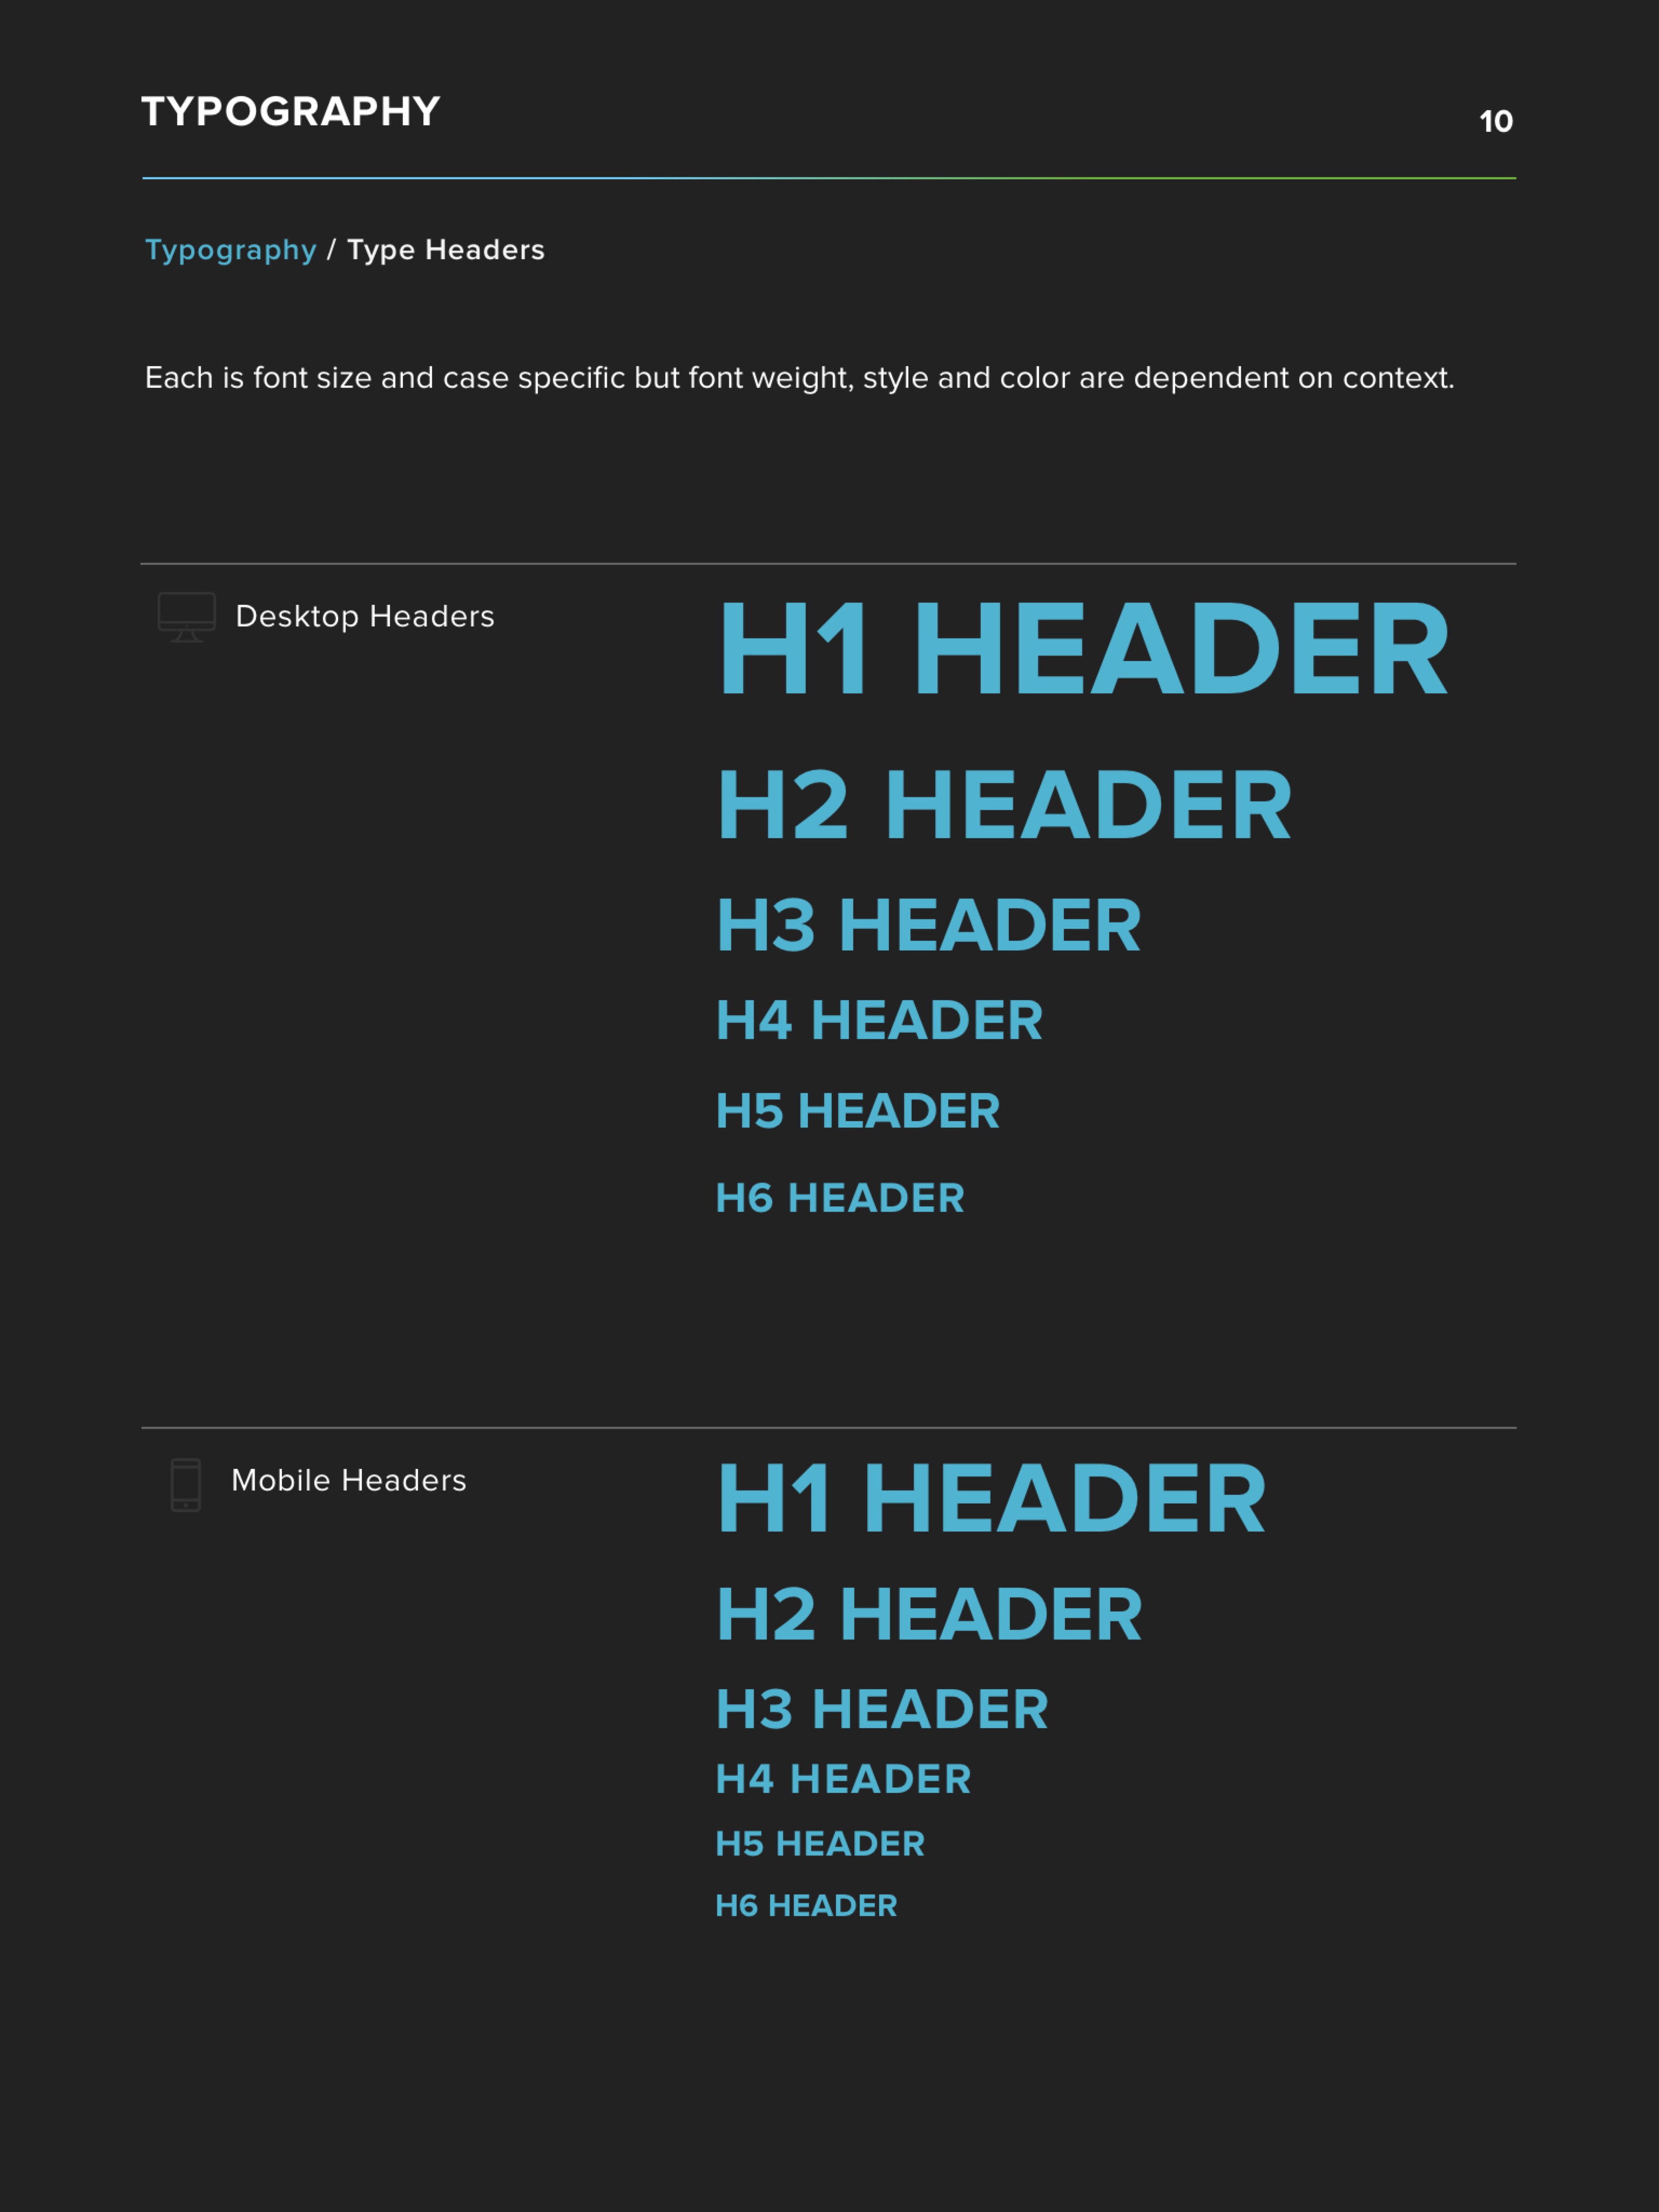 TYPOGRAPHY
10
Typography / Type Headers
Each is font size and case specific but font weight, style and color are dependent on context.
Desktop Headers
H1 HEADER
H2 HEADER
H3 HEADER
H4 HEADER
H5 HEADER
H6 HEADER
Mobile Headers
H1 HEADER
H2 HEADER
H3 HEADER
H4 HEADER
H5 HEADER
H6 HEADER